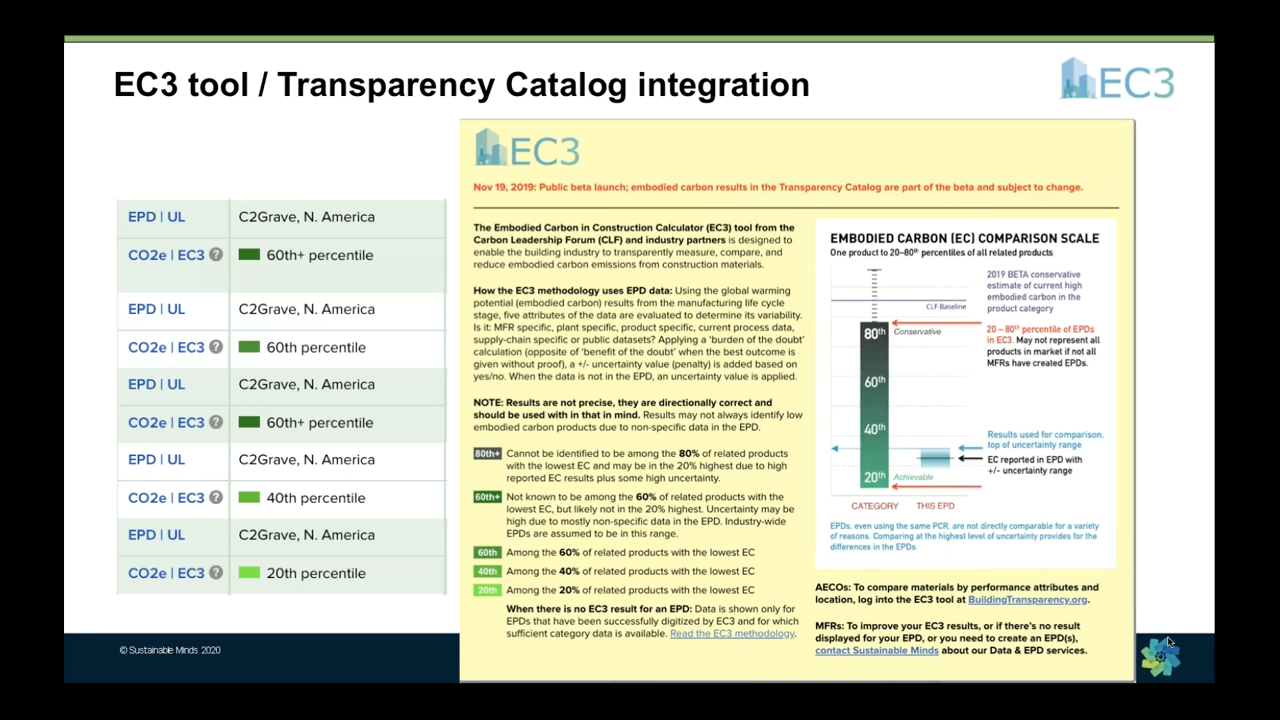 EC3 tool / Transparency Catalog integration
EC3
EPD | UL C2Grave, N. America
CO2e | EC3 ? 60th+ percentile
EPD | UL C2Grave, N. America
CO2e | EC3 ? 60th percentile
EPD | UL C2Grave, N. America
CO2e | EC3 ? 60th+ percentile
EPD | UL C2Grave, N. America
CO2e | EC3 ? 40th percentile
EPD | UL C2Grave, N. America
CO2e | EC3 ? 20th percentile
EC3
Nov 19, 2019: Public beta launch; embodied carbon results in the Transparency Catalog are part of the beta and subject to change.
The Embodied Carbon in Construction Calculator (EC3) tool from the
Carbon Leadership Forum (CLF) and industry partners is designed to
enable the building industry to transparently measure, compare, and
reduce embodied carbon emissions from construction materials.
How the EC3 methodology uses EPD data: Using the global warming
potential (embodied carbon) results from the manufacturing life cycle
stage, five attributes of the data are evaluated to determine its variability.
Is it: MFR specific, plant specific, product specific, current process data,
supply-chain specific or public datasets? Applying a 'burden of the doubt'
calculation (opposite of 'benefit of the doubt' when the best outcome is
given without proof), a +/- uncertainty value (penalty) is added based on
yes/no. When the data is not in the EPD, an uncertainty value is applied.
NOTE: Results are not precise, they are directionally correct and
should be used with in that in mind. Results may not always identify low
embodied carbon products due to non-specific data in the EPD.
80th+ Cannot be identified to be among the 80% of related products
with the lowest EC and may be in the 20% highest due to high
reported EC results plus some high uncertainty.
60th+ Not known to be among the 60% of related products with the
lowest EC, but likely not in the 20% highest. Uncertainty may be
high due to mostly non-specific data in the EPD. Industry-wide
EPDs are assumed to be in this range.
60th Among the 60% of related products with the lowest EC
40th Among the 40% of related products with the lowest EC
20th Among the 20% of related products with the lowest EC
When there is no EC3 result for an EPD: Data is shown only for
EPDs that have been successfully digitized by EC3 and for which
sufficient category data is available. Read the EC3 methodology.
EMBODIED CARBON (EC) COMPARISON SCALE
One product to 20–80th percentiles of all related products
2019 BETA conservative
estimate of current high
embodied carbon in the
product category
CLF Baseline
80th
Conservative
20 – 80th percentile of EPDs
in EC3. May not represent all
products in market if not all
MFRs have created EPDs.
60th
40th
Results used for comparison,
top of uncertainty range
EC reported in EPD with
+/- uncertainty range
20th
Achievable
CATEGORY THIS EPD
EPDs, even using the same PCR, are not directly comparable for a variety
of reasons. Comparing at the highest level of uncertainty provides for the
differences in the EPDs.
AECOs: To compare materials by performance attributes and
location, log into the EC3 tool at BuildingTransparency.org.
MFRs: To improve your EC3 results, or if there's no result
displayed for your EPD, or you need to create an EPD(s),
contact Sustainable Minds about our Data & EPD services.
© Sustainable Minds 2020